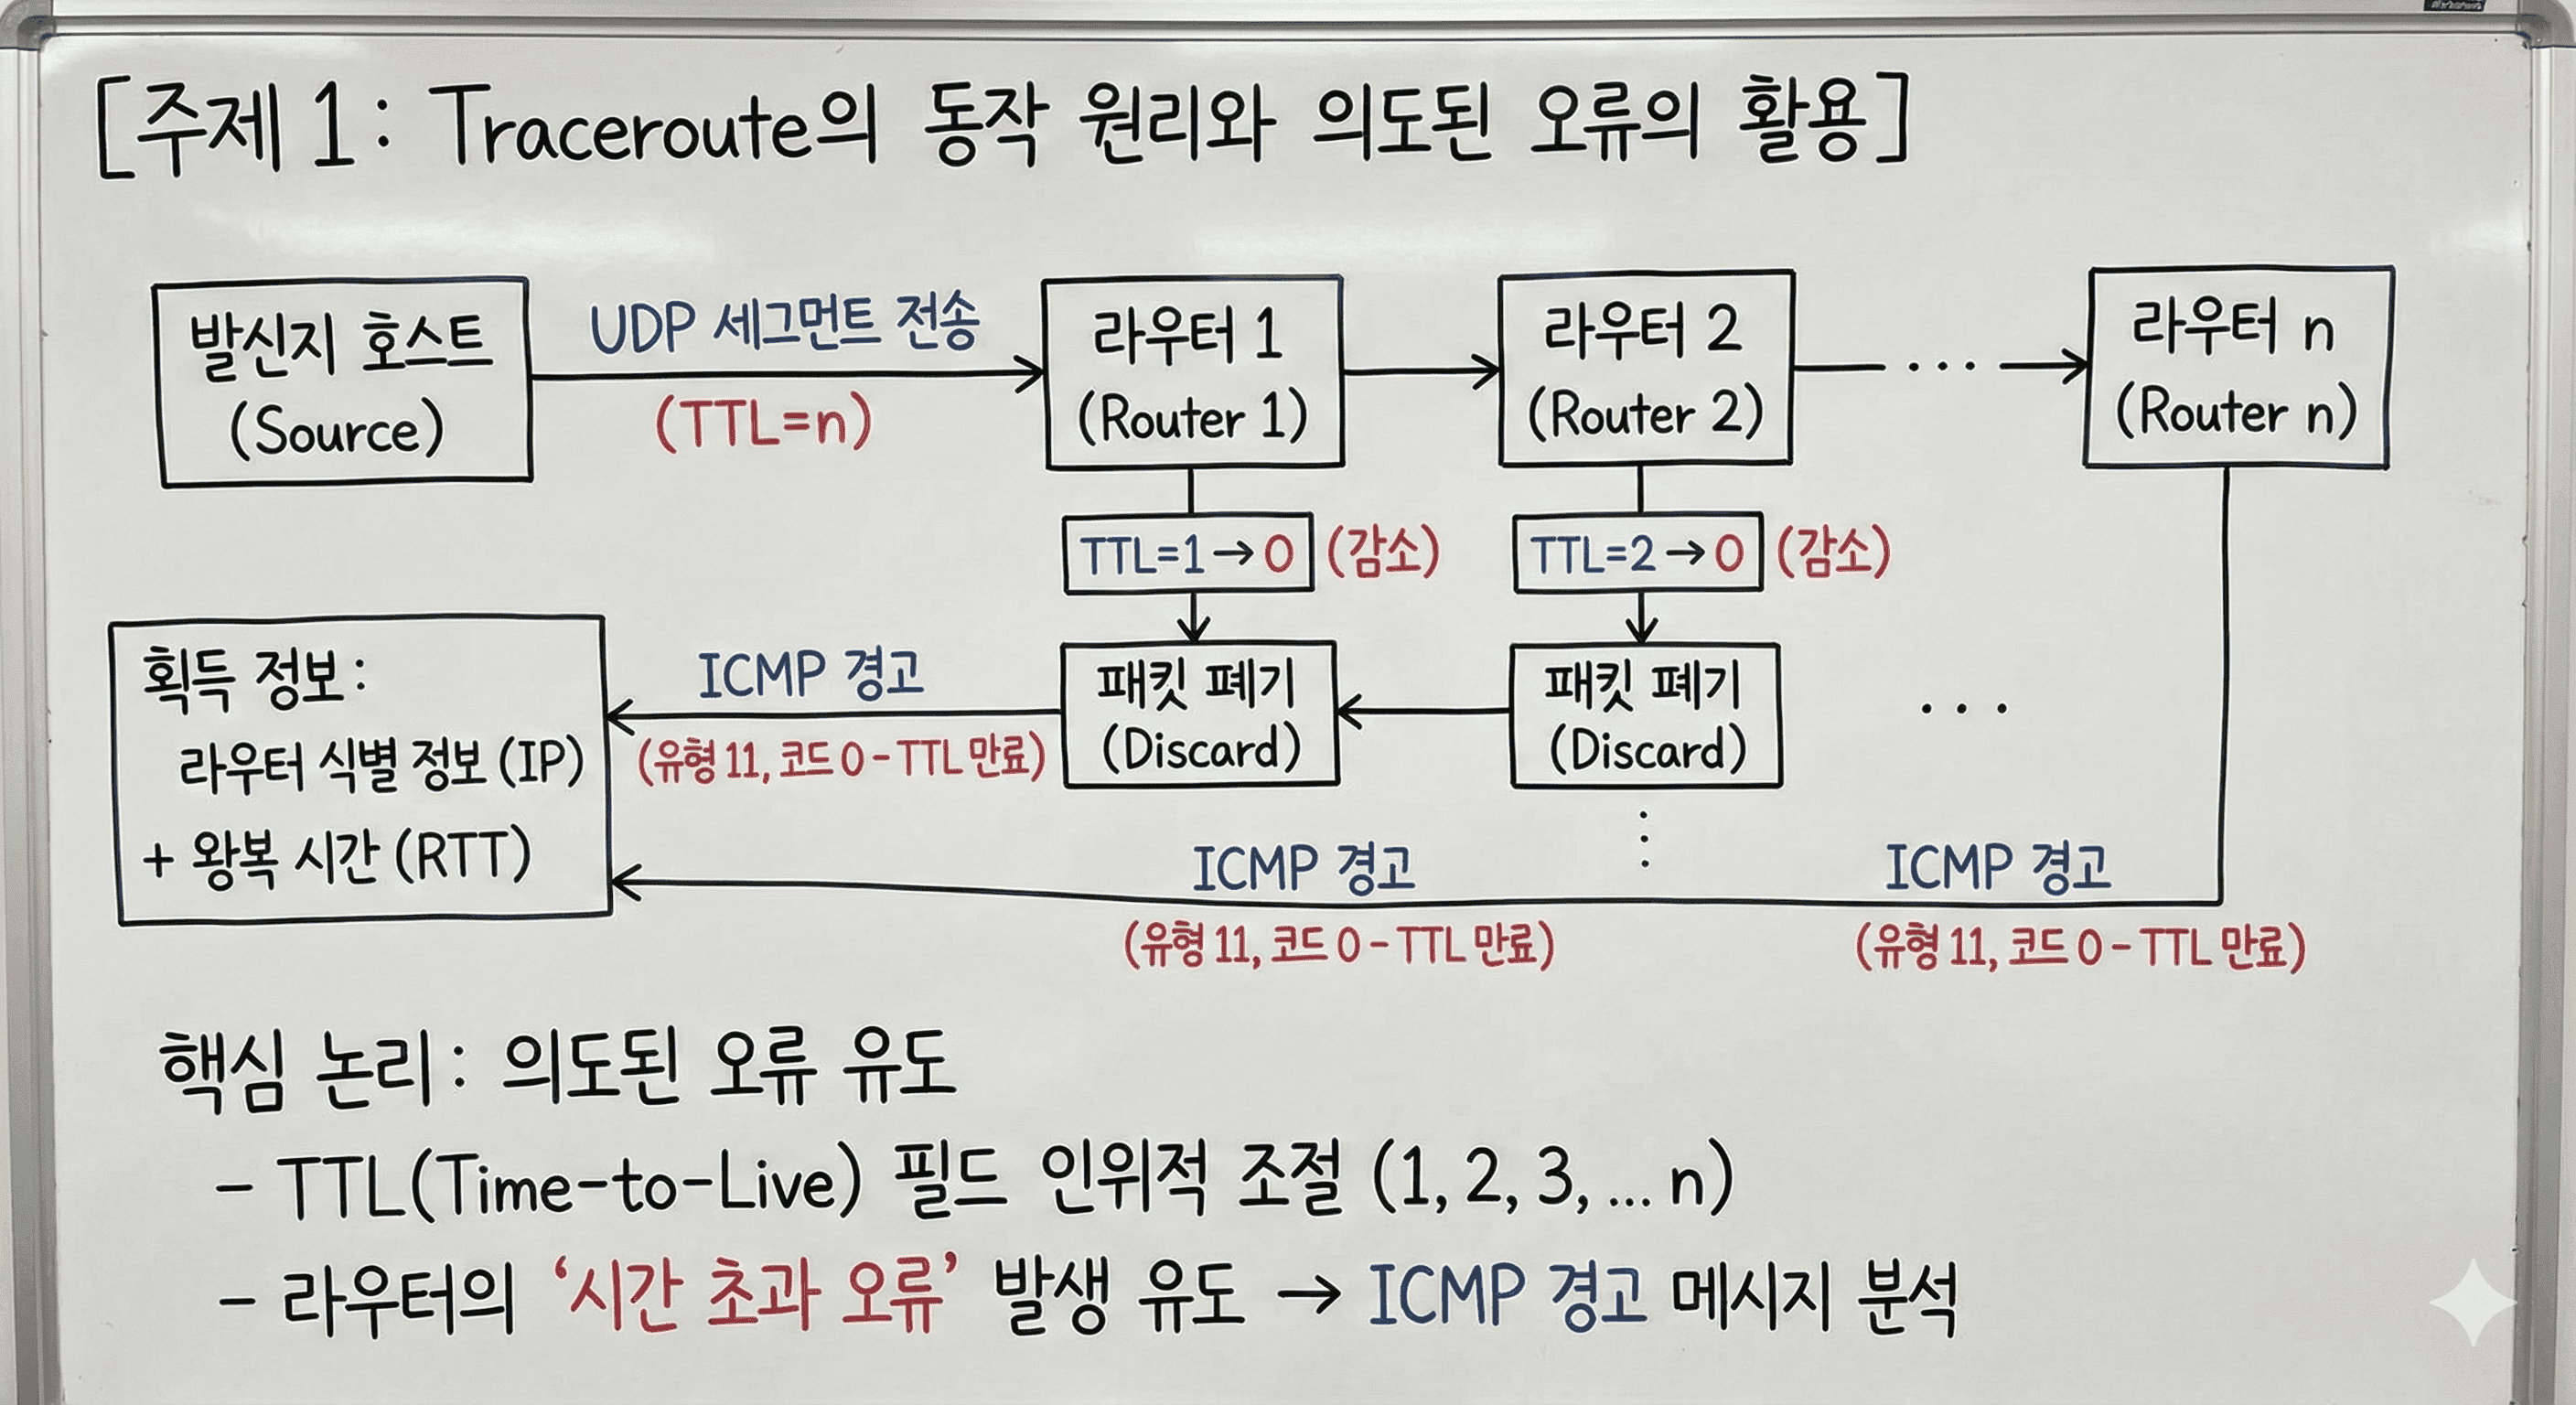 [주제 1: Traceroute의 동작 원리와 의도된 오류의 활용]
발신지 호스트
(Source)
UDP 세그먼트 전송
(TTL=n)
라우터 1
(Router 1)
라우터 2
(Router 2)
...
라우터 n
(Router n)
TTL=1→0 (감소)
TTL=2→0 (감소)
획득 정보:
라우터 식별 정보 (IP)
+ 왕복 시간 (RTT)
ICMP 경고
(유형 11, 코드 0 - TTL 만료)
패킷 폐기
(Discard)
패킷 폐기
(Discard)
...
ICMP 경고
(유형 11, 코드 0 - TTL 만료)
ICMP 경고
(유형 11, 코드 0 - TTL 만료)
핵심 논리: 의도된 오류 유도
- TTL(Time-to-Live) 필드 인위적 조절 (1, 2, 3, ... n)
- 라우터의 '시간 초과 오류' 발생 유도 → ICMP 경고 메시지 분석